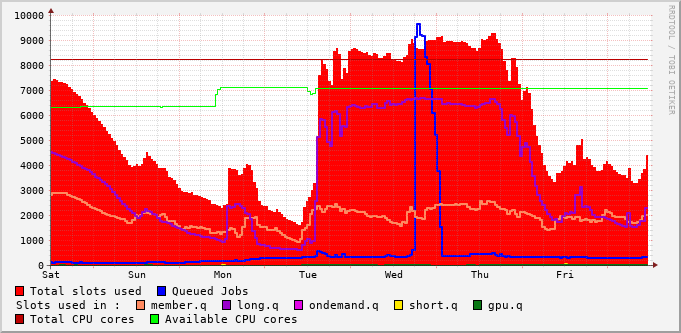 10000
9000
8000
7000
6000
5000
4000
3000
2000
1000
0
Sat Sun Mon Tue Wed Thu Fri
RRDTOOL / TOBI OETIKER
Total slots used Queued Jobs
Slots used in : member.q long.q ondemand.q short.q gpu.q
Total CPU cores Available CPU cores